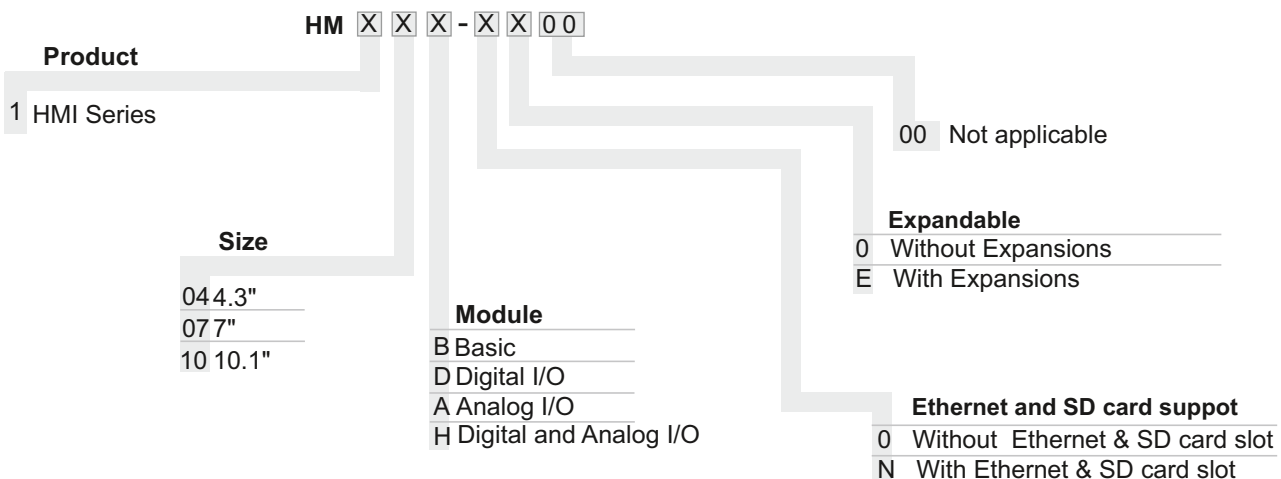 HM X X X - X X 0 0
Product
1 HMI Series
00 Not applicable
Expandable
0 Without Expansions
E With Expansions
Size
04 4.3"
07 7"
10 10.1"
Module
B Basic
D Digital I/O
A Analog I/O
H Digital and Analog I/O
Ethernet and SD card suppot
0 Without Ethernet & SD card slot
N With Ethernet & SD card slot